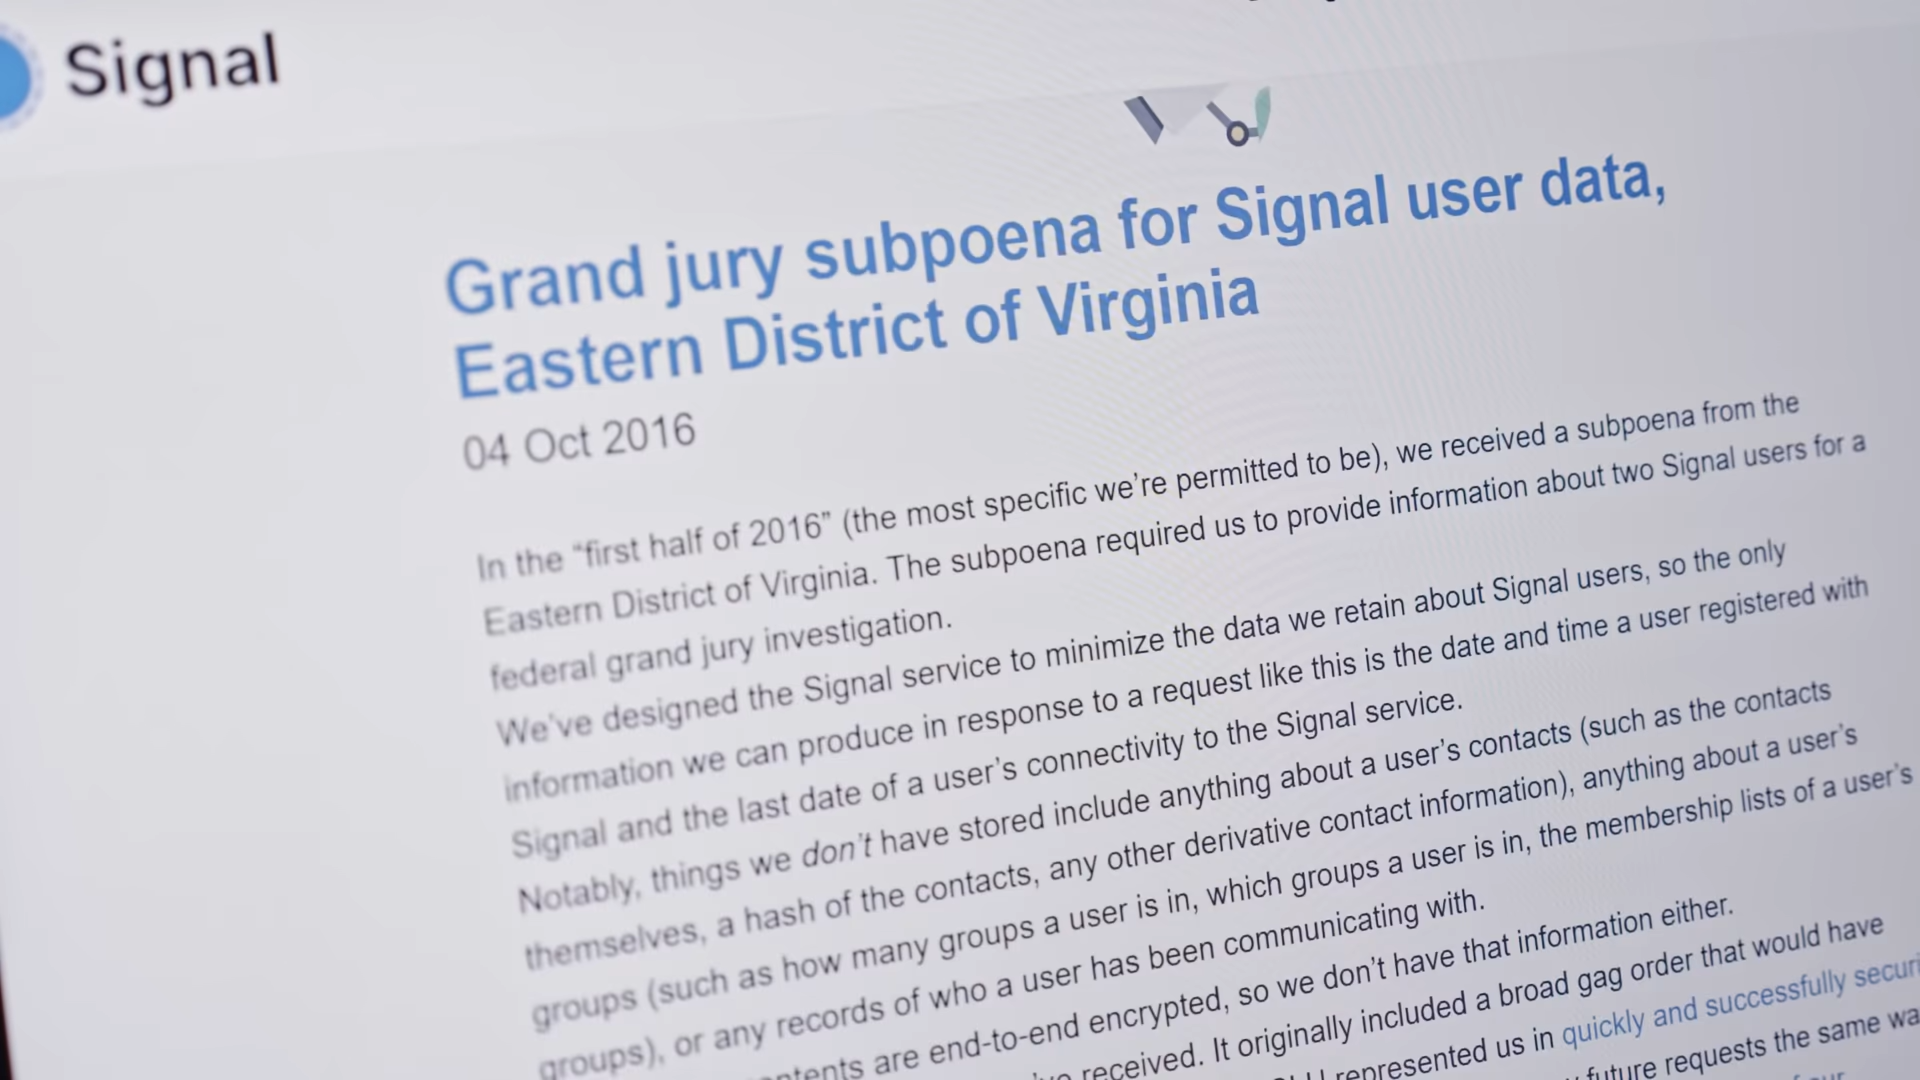 Signal
Grand jury subpoena for Signal user data,
Eastern District of Virginia
04 Oct 2016
In the “first half of 2016” (the most specific we’re permitted to be), we received a subpoena from the
Eastern District of Virginia. The subpoena required us to provide information about two Signal users for a
federal grand jury investigation.
We’ve designed the Signal service to minimize the data we retain about Signal users, so the only
information we can produce in response to a request like this is the date and time a user registered with
Signal and the last date of a user’s connectivity to the Signal service.
Notably, things we don’t have stored include anything about a user’s contacts (such as the contacts
themselves, a hash of the contacts, any other derivative contact information), anything about a user’s
groups (such as how many groups a user is in, which groups a user is in, the membership lists of a user’s
groups), or any records of who a user has been communicating with.
are end-to-end encrypted, so we don’t have that information either.
received. It originally included a broad gag order that would have
represented us in quickly and successfully
future requests the same